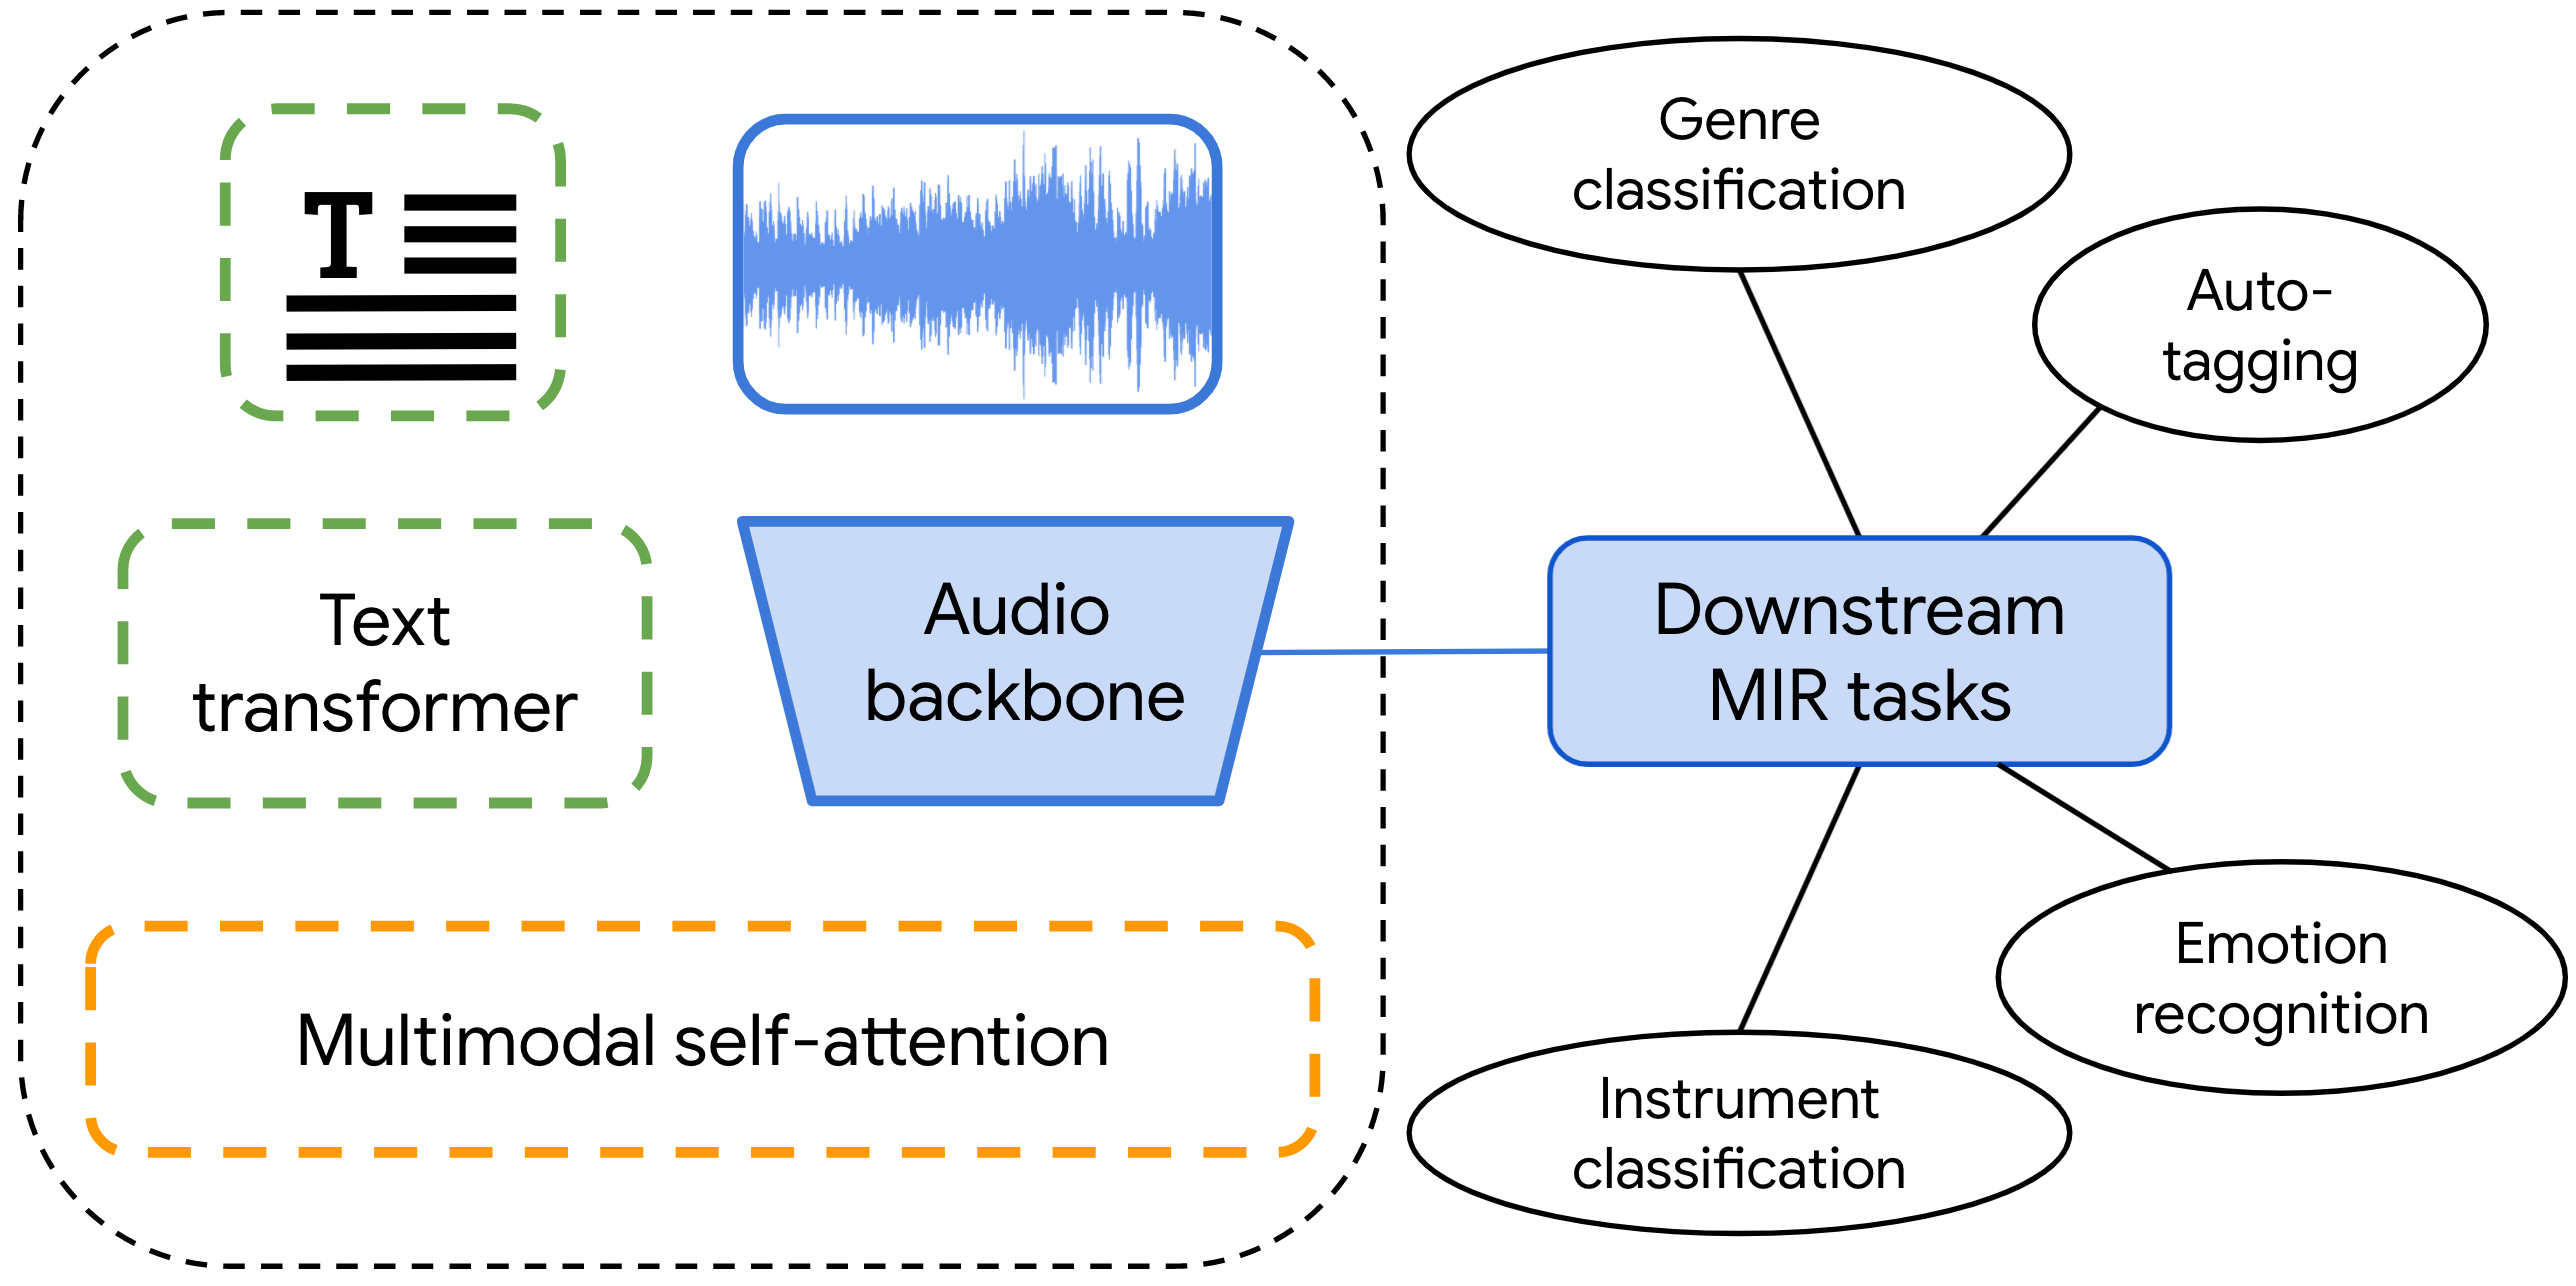 T
Text
transformer
Audio
backbone
Multimodal self-attention
Genre
classification
Auto-
tagging
Downstream
MIR tasks
Emotion
recognition
Instrument
classification